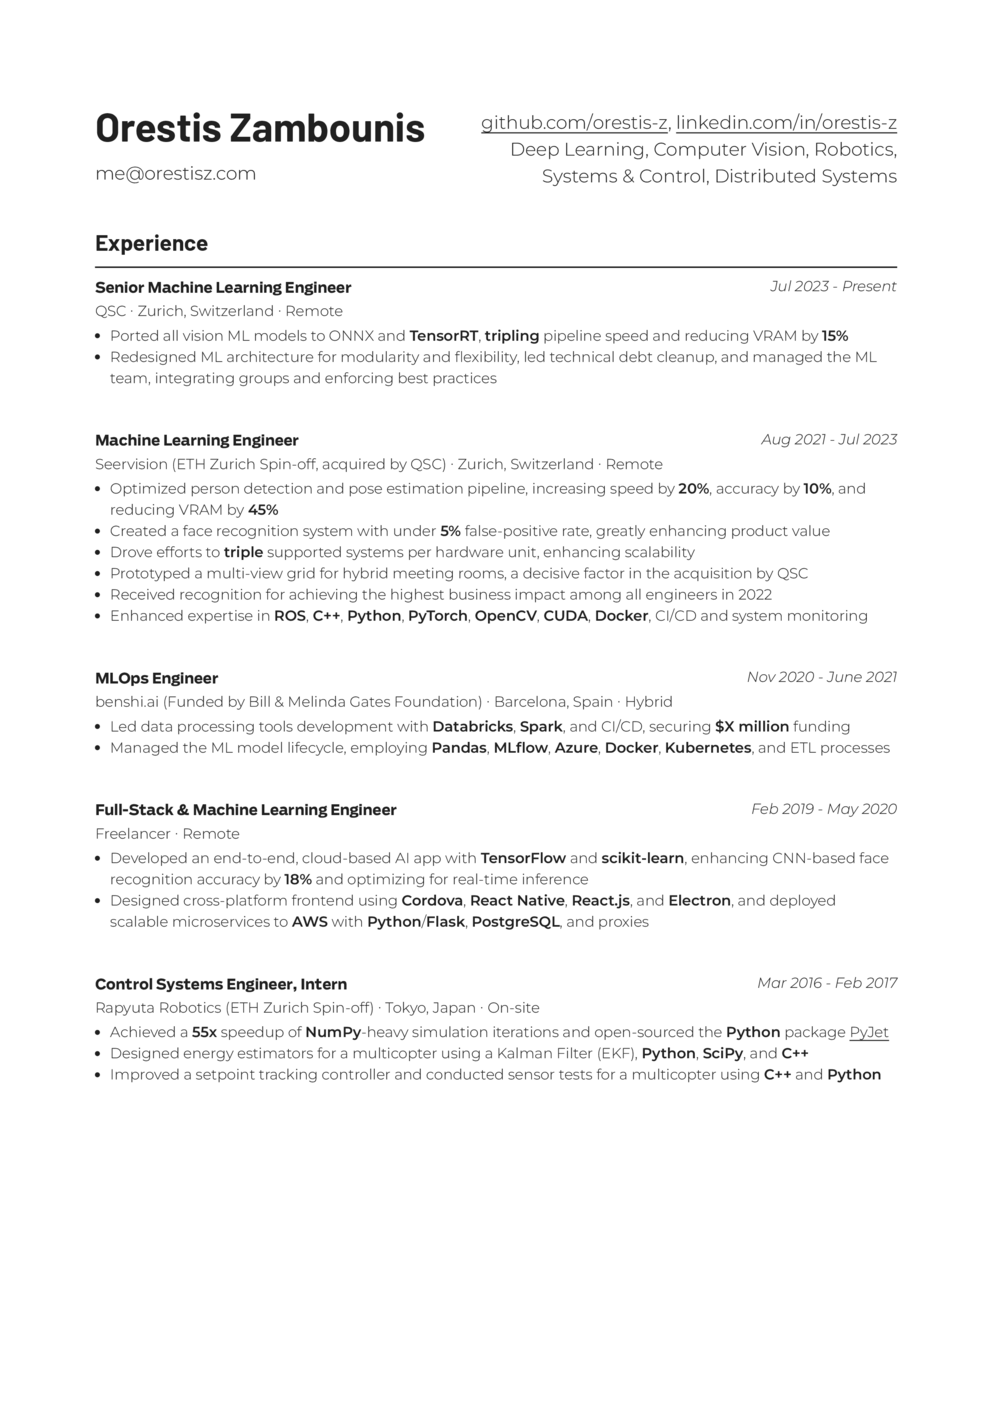 Orestis Zambounis
me@orestisz.com
github.com/orestis-z, linkedin.com/in/orestis-z
Deep Learning, Computer Vision, Robotics,
Systems & Control, Distributed Systems
Experience
Senior Machine Learning Engineer
Jul 2023 - Present
QSC · Zurich, Switzerland · Remote
• Ported all vision ML models to ONNX and TensorRT, tripling pipeline speed and reducing VRAM by 15%
• Redesigned ML architecture for modularity and flexibility, led technical debt cleanup, and managed the ML
team, integrating groups and enforcing best practices
Machine Learning Engineer
Aug 2021 - Jul 2023
Seervision (ETH Zurich Spin-off, acquired by QSC) · Zurich, Switzerland · Remote
• Optimized person detection and pose estimation pipeline, increasing speed by 20%, accuracy by 10%, and
reducing VRAM by 45%
• Created a face recognition system with under 5% false-positive rate, greatly enhancing product value
• Drove efforts to triple supported systems per hardware unit, enhancing scalability
• Prototyped a multi-view grid for hybrid meeting rooms, a decisive factor in the acquisition by QSC
• Received recognition for achieving the highest business impact among all engineers in 2022
• Enhanced expertise in ROS, C++, Python, PyTorch, OpenCV, CUDA, Docker, CI/CD and system monitoring
MLOps Engineer
Nov 2020 - June 2021
benshi.ai (Funded by Bill & Melinda Gates Foundation) · Barcelona, Spain · Hybrid
• Led data processing tools development with Databricks, Spark, and CI/CD, securing $X million funding
• Managed the ML model lifecycle, employing Pandas, MLflow, Azure, Docker, Kubernetes, and ETL processes
Full-Stack & Machine Learning Engineer
Feb 2019 - May 2020
Freelancer · Remote
• Developed an end-to-end, cloud-based AI app with TensorFlow and scikit-learn, enhancing CNN-based face
recognition accuracy by 18% and optimizing for real-time inference
• Designed cross-platform frontend using Cordova, React Native, React.js, and Electron, and deployed
scalable microservices to AWS with Python/Flask, PostgreSQL, and proxies
Control Systems Engineer, Intern
Mar 2016 - Feb 2017
Rapyuta Robotics (ETH Zurich Spin-off) · Tokyo, Japan · On-site
• Achieved a 55x speedup of NumPy-heavy simulation iterations and open-sourced the Python package PyJet
• Designed energy estimators for a multicopter using a Kalman Filter (EKF), Python, SciPy, and C++
• Improved a setpoint tracking controller and conducted sensor tests for a multicopter using C++ and Python